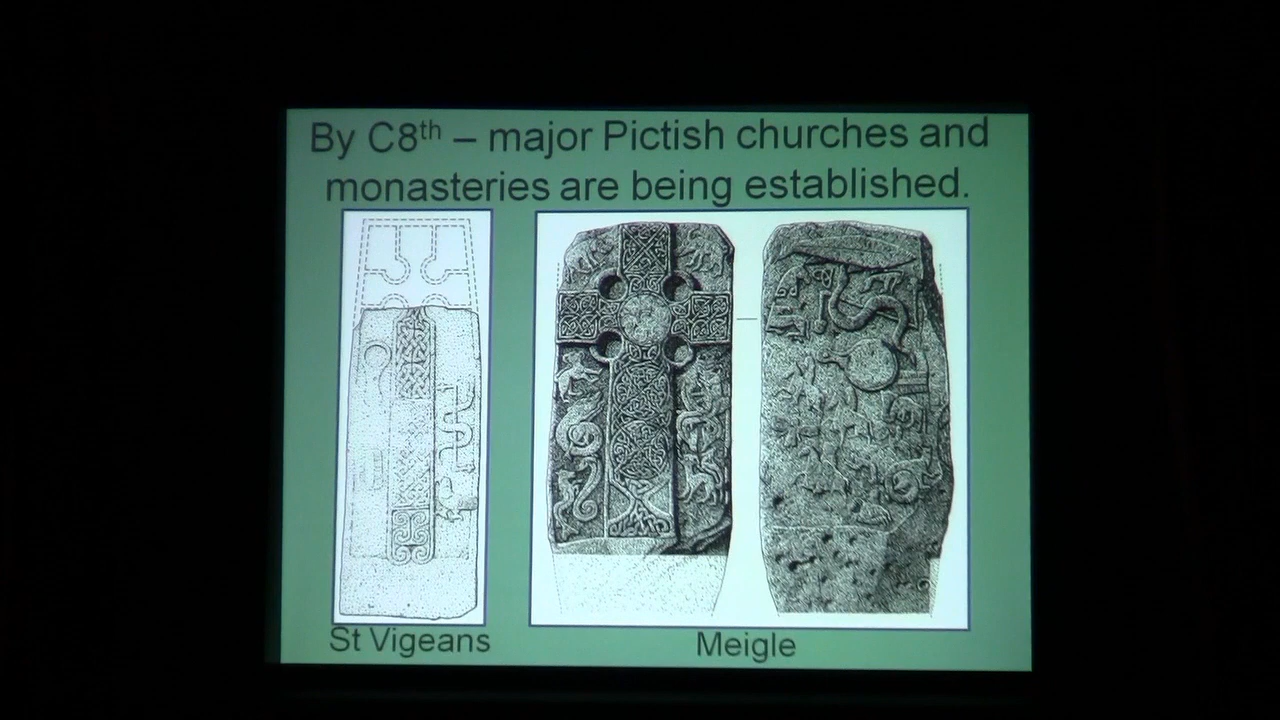 By C8th – major Pictish churches and
monasteries are being established.
St Vigeans
Meigle